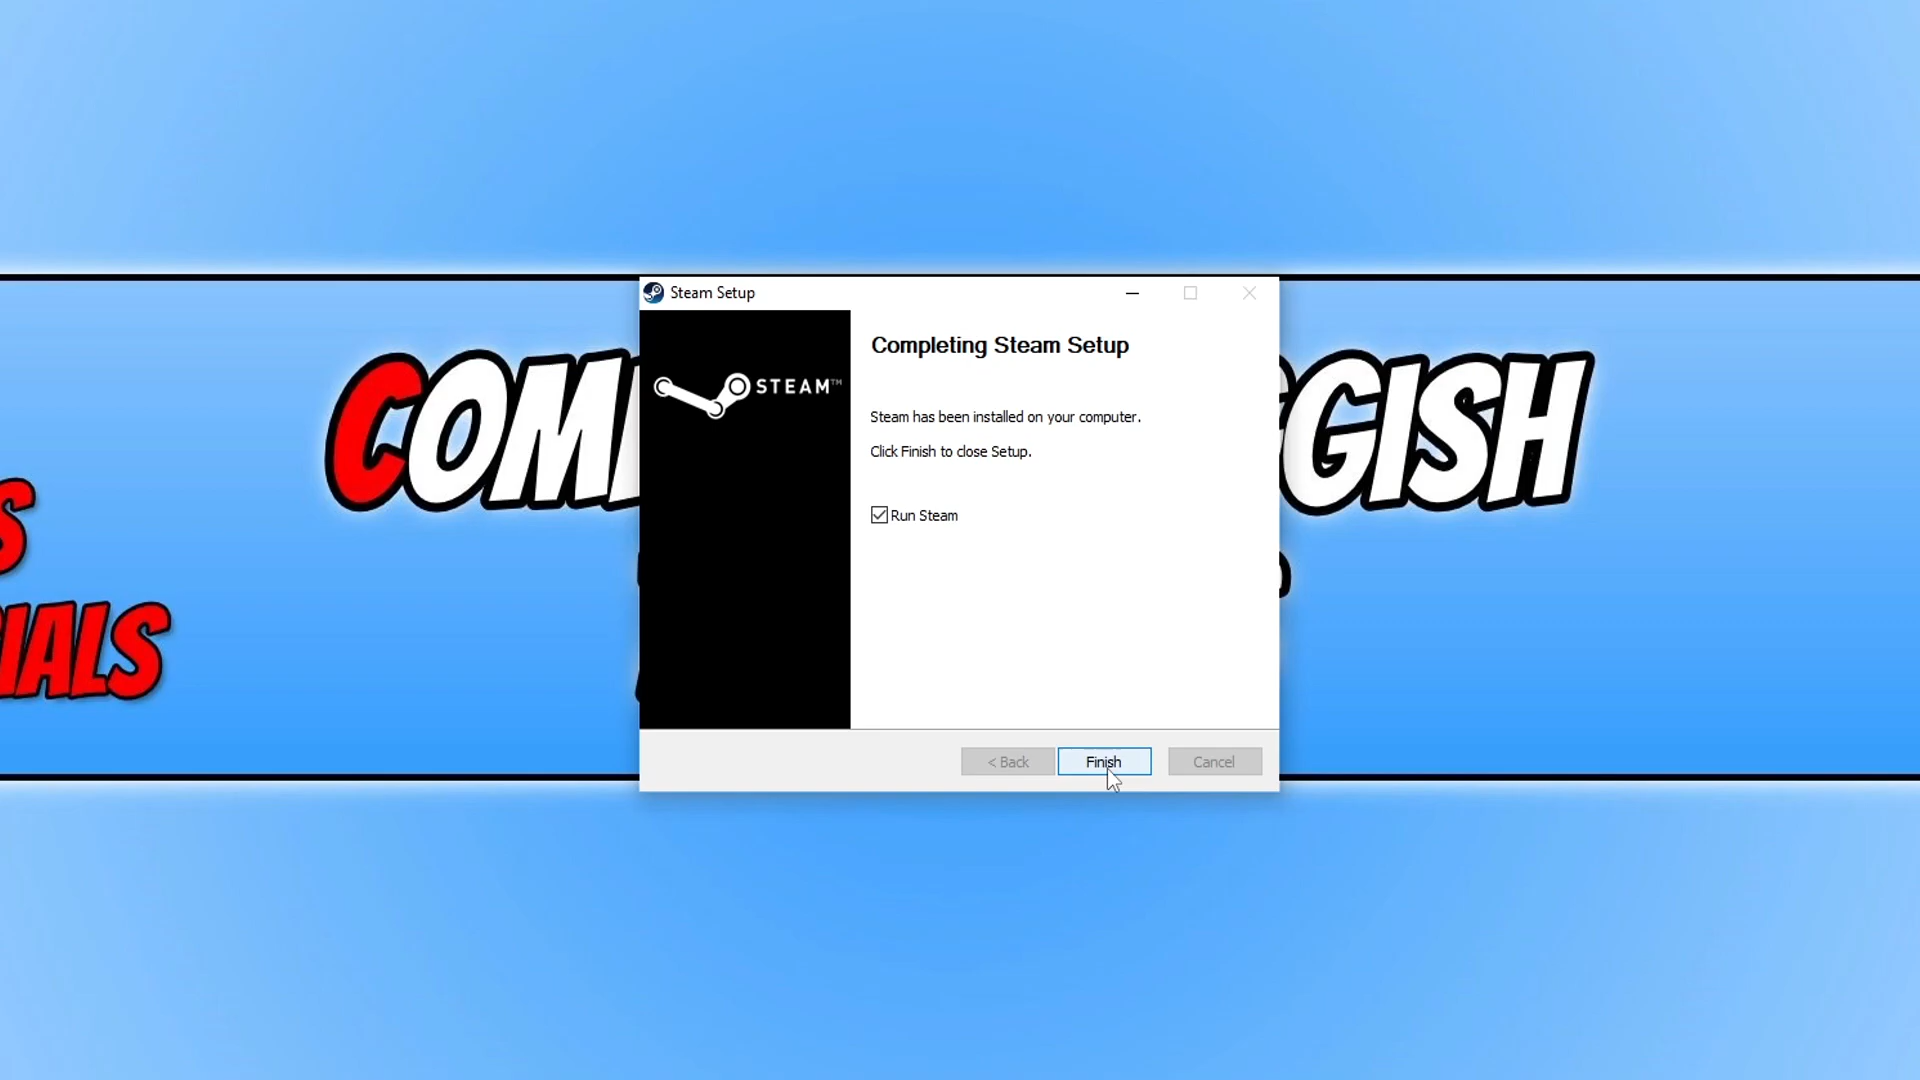 Steam Setup
Completing Steam Setup
STEAM™
Steam has been installed on your computer.
Click Finish to close Setup.
Run Steam
< Back
Finish
Cancel
COM
GISH
S
IALS